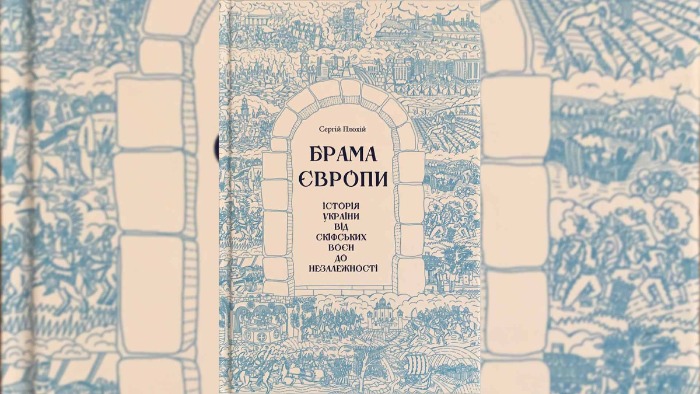 Сергій Плохій
БРАМА
ЄВРОПИ
ІСТОРІЯ
УКРАЇНИ
ВІД
СКІФСЬКИХ
ВОЄН
ДО
НЕЗАЛЕЖНОСТІ